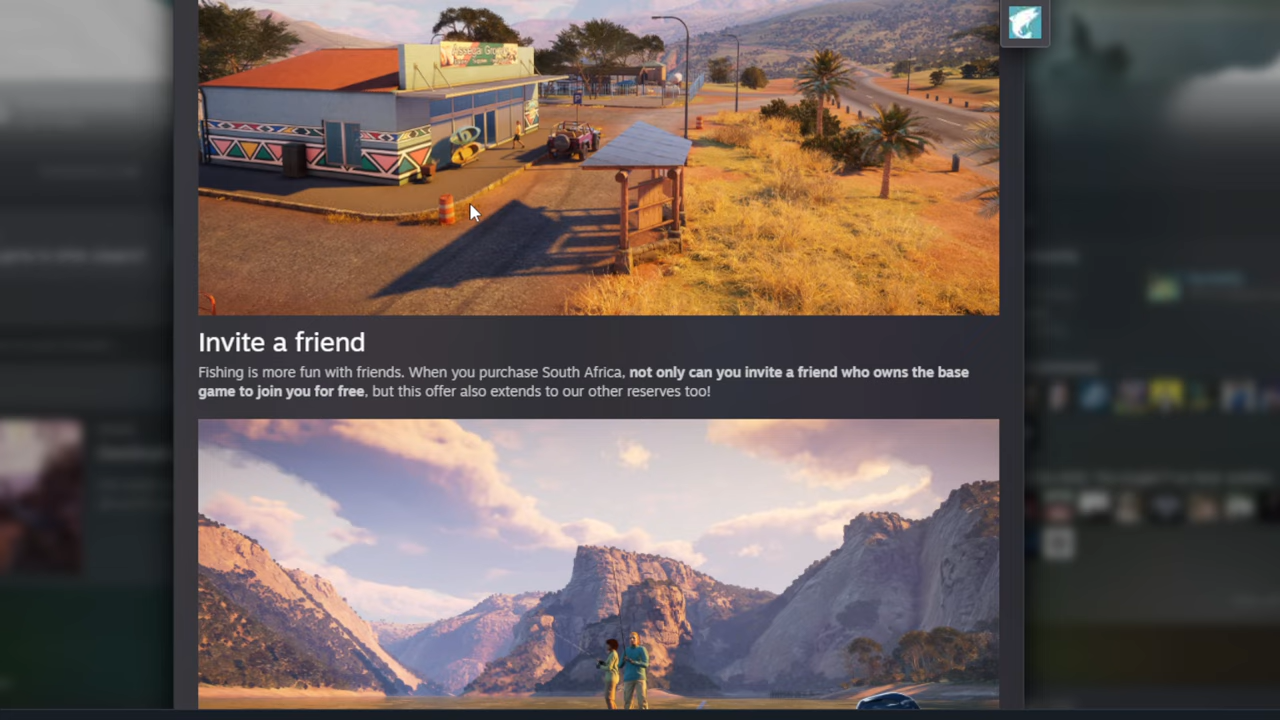 Invite a friend
Fishing is more fun with friends. When you purchase South Africa, not only can you invite a friend who owns the base
game to join you for free, but this offer also extends to our other reserves too!